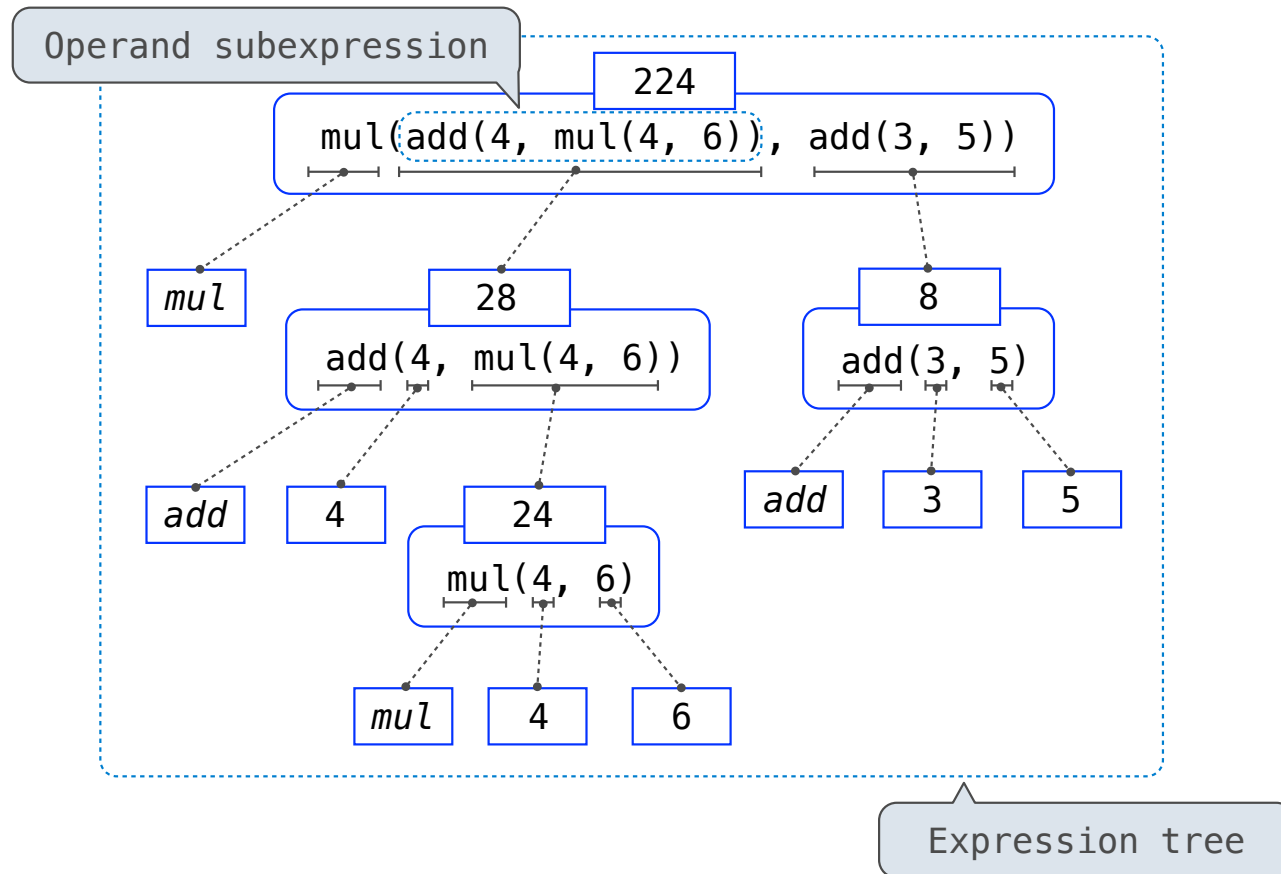 Operand subexpression
224
mul(add(4, mul(4, 6)), add(3, 5))
mul
28
8
add(4, mul(4, 6))
add(3, 5)
add
4
24
add
3
5
mul(4, 6)
mul
4
6
Expression tree